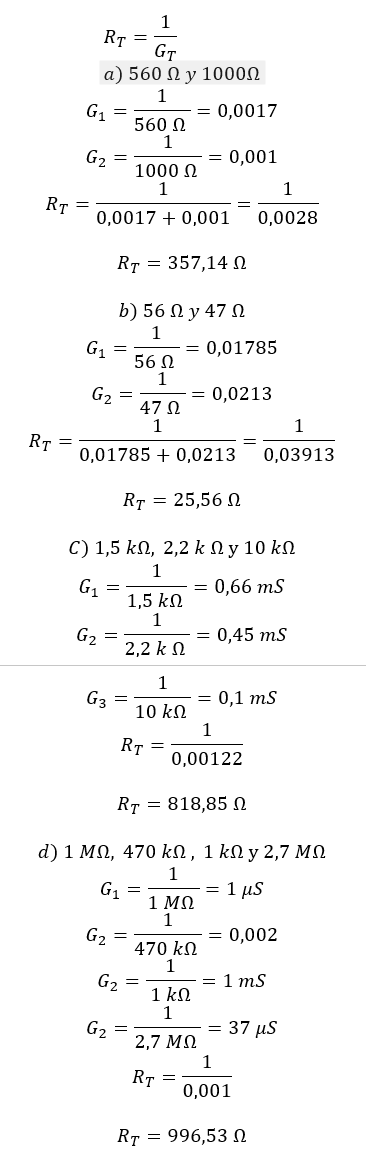 R_T = 1/G_T
a) 560 Ω y 1000Ω
G_1 = 1/(560 Ω) = 0,0017
G_2 = 1/(1000 Ω) = 0,001
R_T = 1/(0,0017 + 0,001) = 1/0,0028
R_T = 357,14 Ω
b) 56 Ω y 47 Ω
G_1 = 1/(56 Ω) = 0,01785
G_2 = 1/(47 Ω) = 0,0213
R_T = 1/(0,01785 + 0,0213) = 1/0,03913
R_T = 25,56 Ω
C) 1,5 kΩ, 2,2 k Ω y 10 kΩ
G_1 = 1/(1,5 kΩ) = 0,66 mS
G_2 = 1/(2,2 k Ω) = 0,45 mS
G_3 = 1/(10 kΩ) = 0,1 mS
R_T = 1/0,00122
R_T = 818,85 Ω
d) 1 MΩ, 470 kΩ , 1 kΩ y 2,7 MΩ
G_1 = 1/(1 MΩ) = 1 μS
G_2 = 1/(470 kΩ) = 0,002
G_2 = 1/(1 kΩ) = 1 mS
G_2 = 1/(2,7 MΩ) = 37 μS
R_T = 1/0,001
R_T = 996,53 Ω